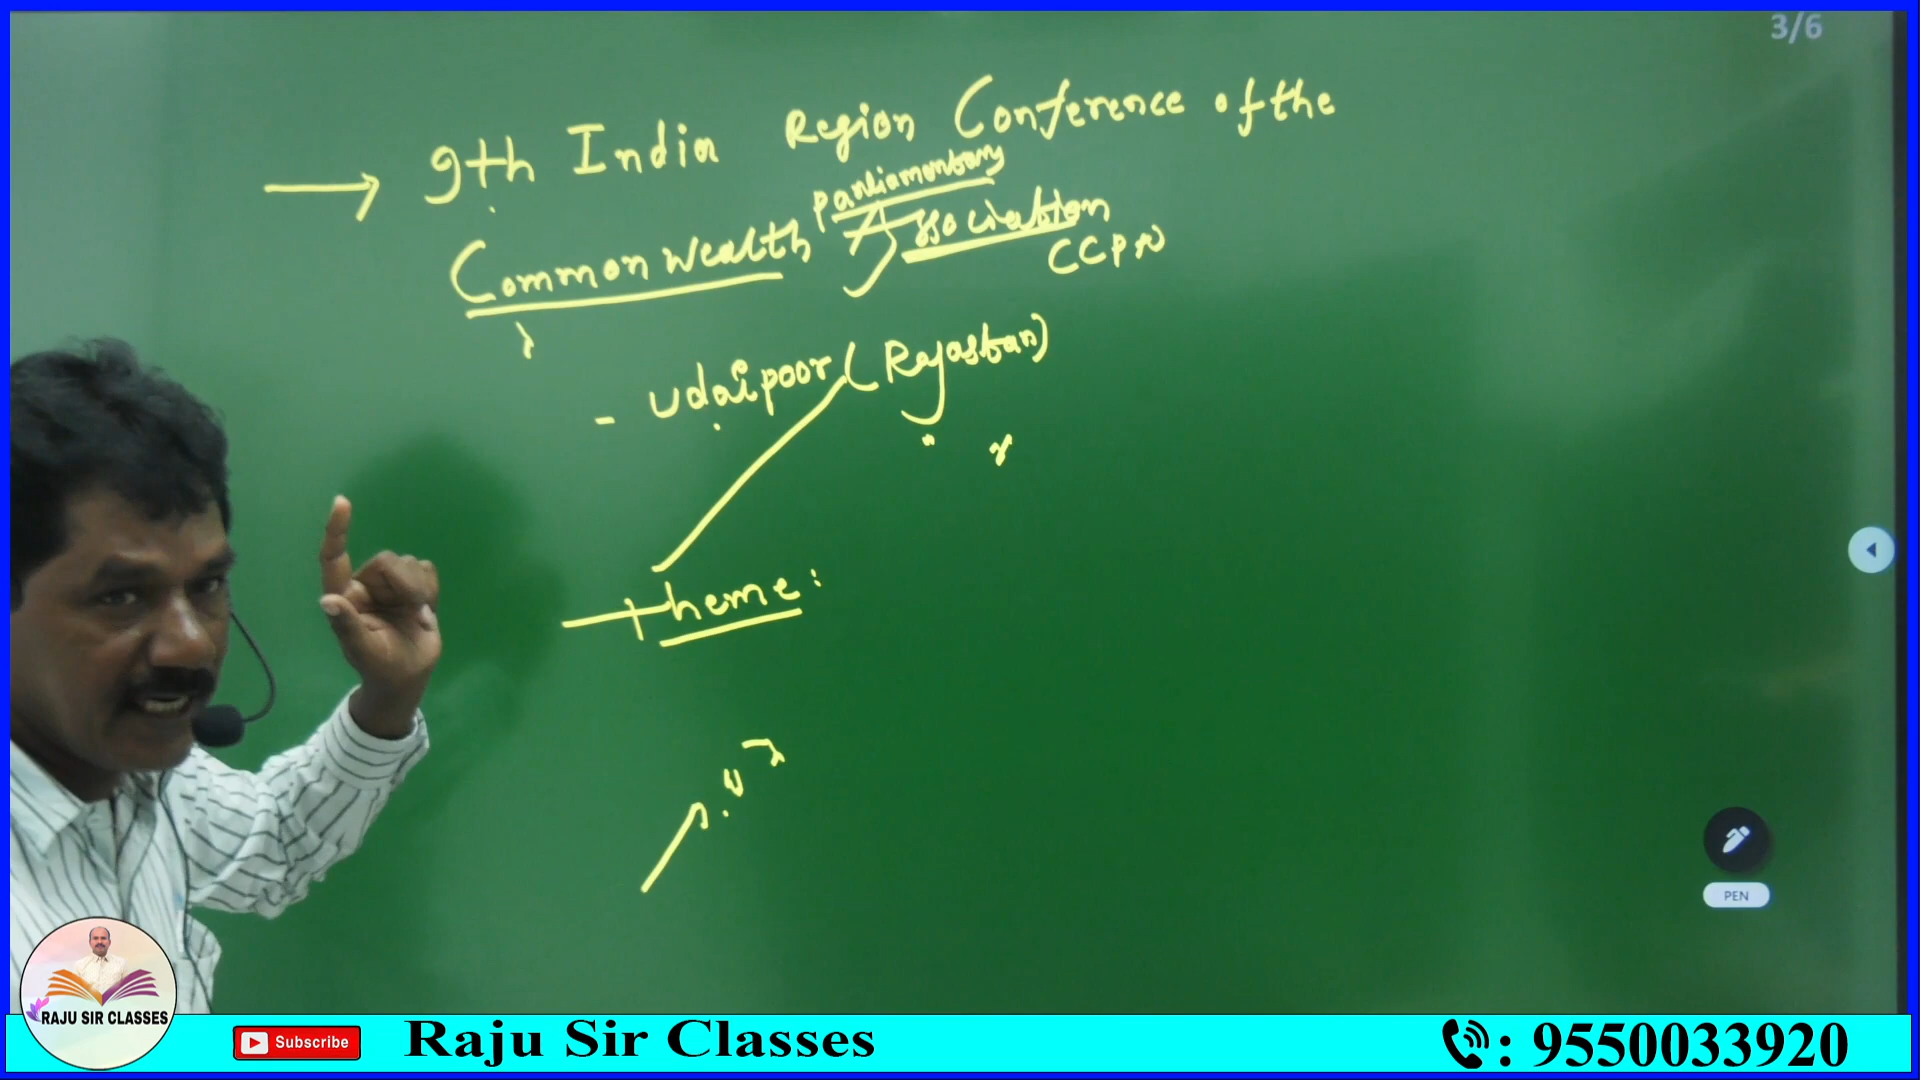 3/6
→ 9th India Region Conference of the
parliamentary
Common wealth Association
CCPA
- Udaipoor (Rajastan)
Theme:
PEN
RAJU SIR CLASSES
Subscribe
Raju Sir Classes
: 9550033920